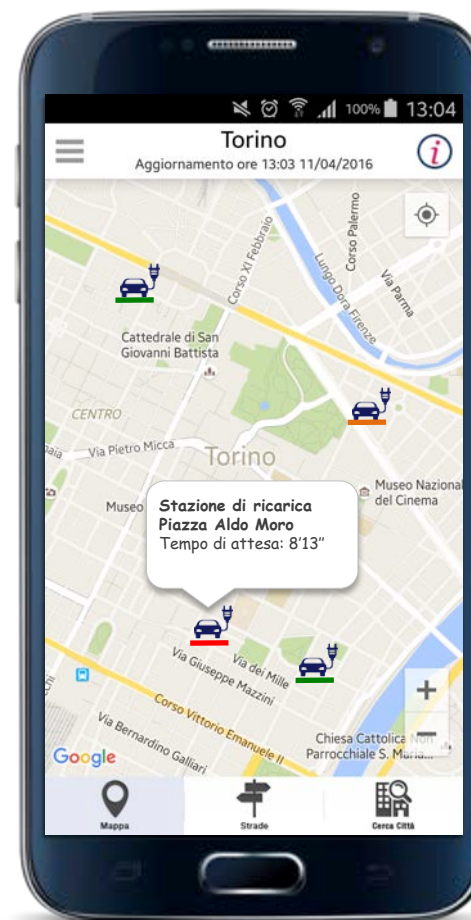 100% 13:04
Torino
Aggiornamento ore 13:03 11/04/2016
i
Corso Palermo
Corso XI Febbraio
Lungo Dora Firenze
Via Parma
Cattedrale di San
Giovanni Battista
CENTRO
Via Pietro Micca
Torino
Museo Nazional
del Cinema
Museo
Stazione di ricarica
Piazza Aldo Moro
Tempo di attesa: 8'13"
Via dei Mille
Via Giuseppe Mazzini
Corso Vittorio Emanuele II
Via Bernardino Galliari
Chiesa Cattolica Non
Parrocchiale S. Maria...
+
−
Google
Mappa
Strade
Cerca Città